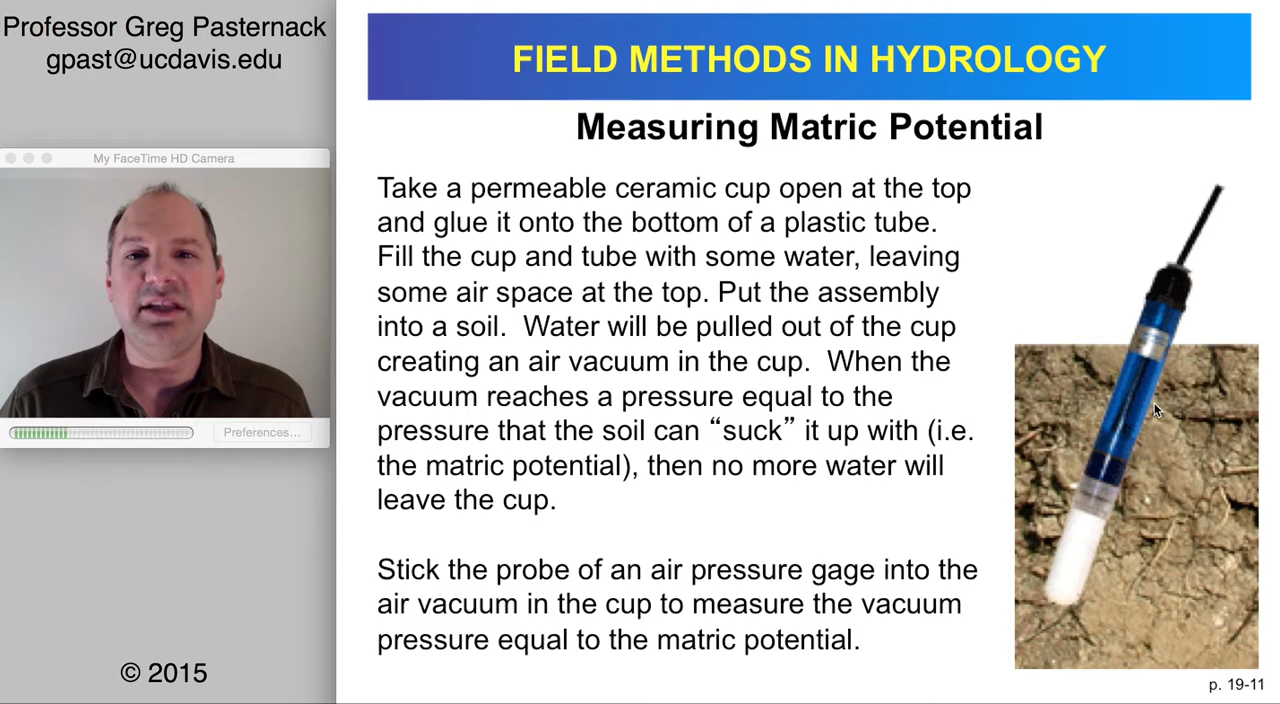 Professor Greg Pasternack
gpast@ucdavis.edu
My FaceTime HD Camera
Preferences...
© 2015
FIELD METHODS IN HYDROLOGY
Measuring Matric Potential
Take a permeable ceramic cup open at the top
and glue it onto the bottom of a plastic tube.
Fill the cup and tube with some water, leaving
some air space at the top. Put the assembly
into a soil.  Water will be pulled out of the cup
creating an air vacuum in the cup.  When the
vacuum reaches a pressure equal to the
pressure that the soil can “suck” it up with (i.e.
the matric potential), then no more water will
leave the cup.
Stick the probe of an air pressure gage into the
air vacuum in the cup to measure the vacuum
pressure equal to the matric potential.
p. 19-11